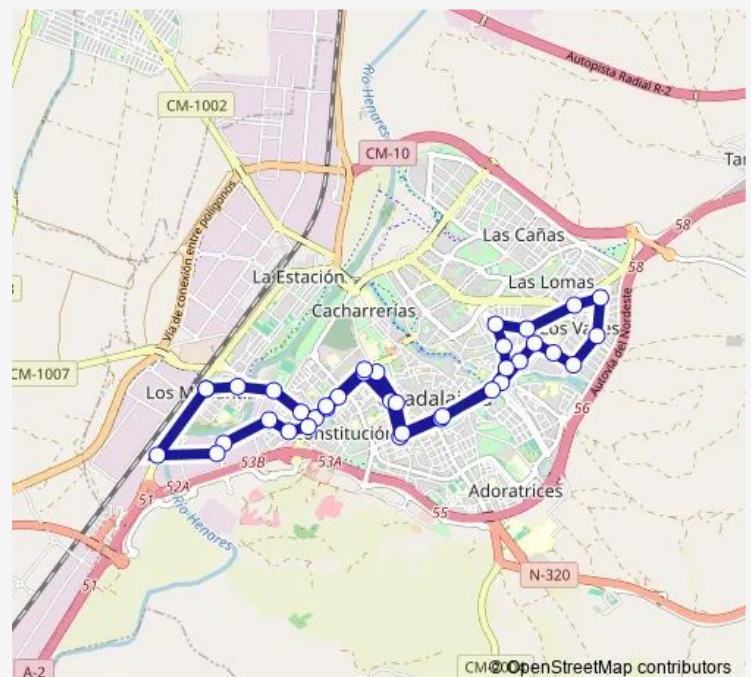 Autopista Radial R-2
Río Henares
CM-1002
CM-10
Tar
58
Las Cañas
Vía de conexión entre polígonos
58
La Estación
Las Lomas
Cacharrerías
Autovía del Nordeste
CM-1007
56
Constitución
53B
53A
52A
51
Adoratrices
55
Río Henares
51
N-320
A-2
© OpenStreetMap contributors